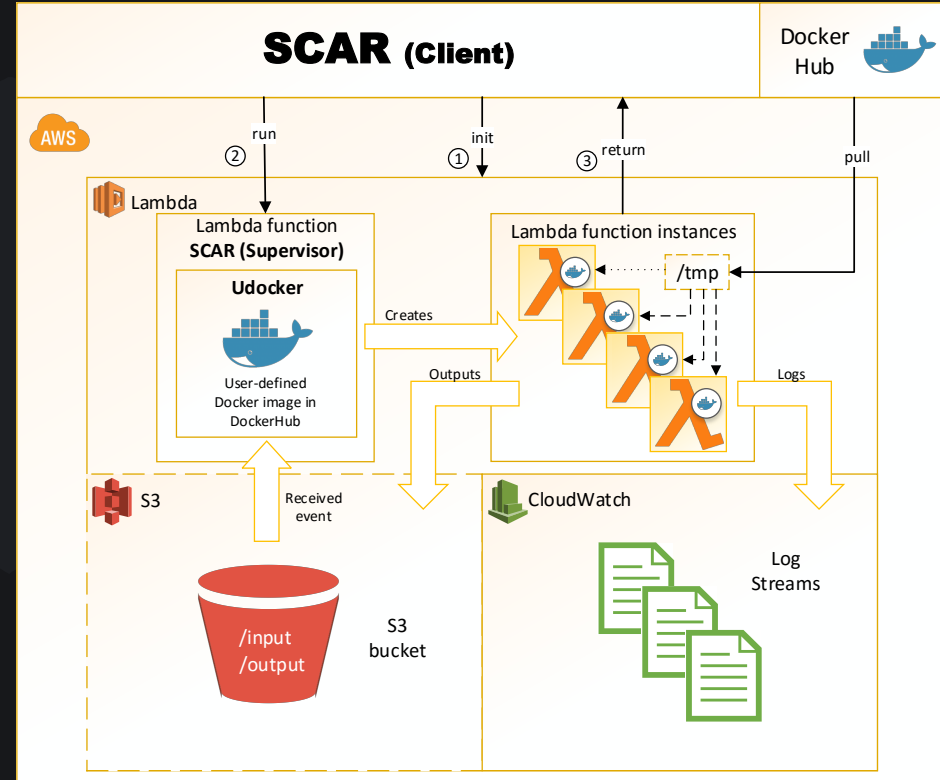 SCAR (Client)
Docker
Hub
AWS
run
②
init
①
return
③
pull
Lambda
Lambda function
SCAR (Supervisor)
Udocker
User-defined
Docker image in
DockerHub
Lambda function instances
/tmp
Creates
Outputs
Logs
S3
Received
event
/input
/output
S3
bucket
CloudWatch
Log
Streams